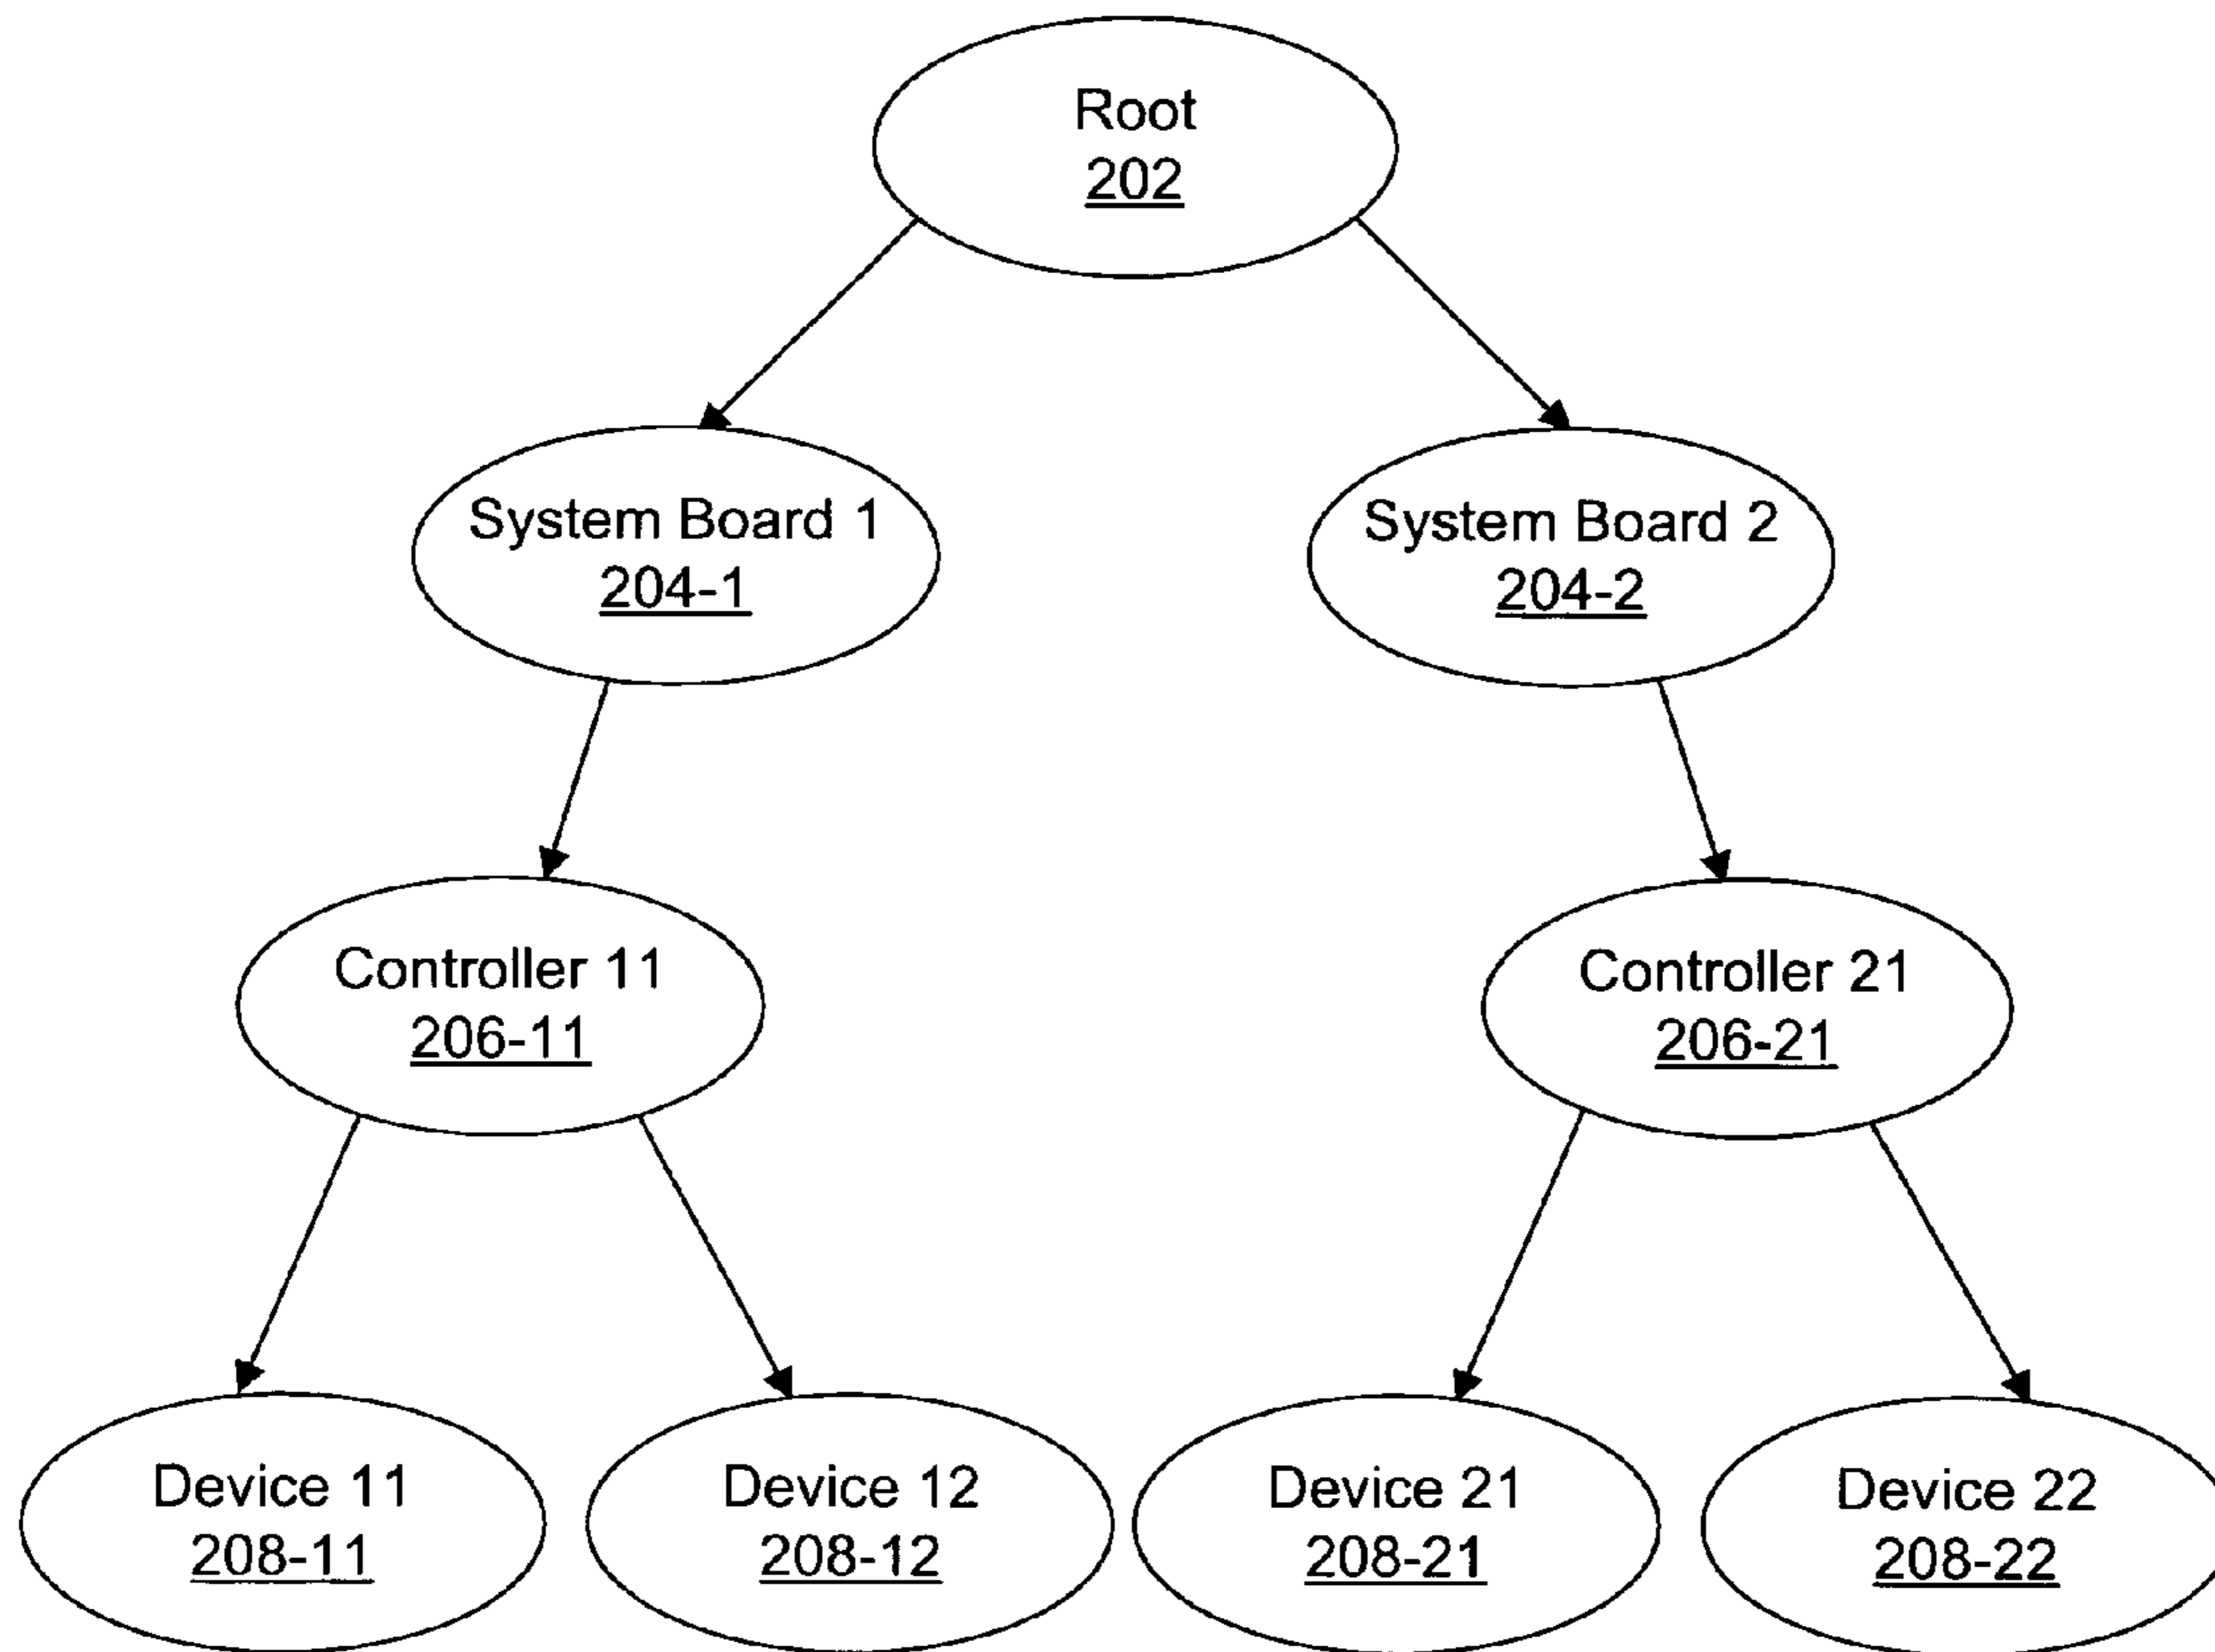 Root
202
System Board 1
204-1
System Board 2
204-2
Controller 11
206-11
Controller 21
206-21
Device 11
208-11
Device 12
208-12
Device 21
208-21
Device 22
208-22